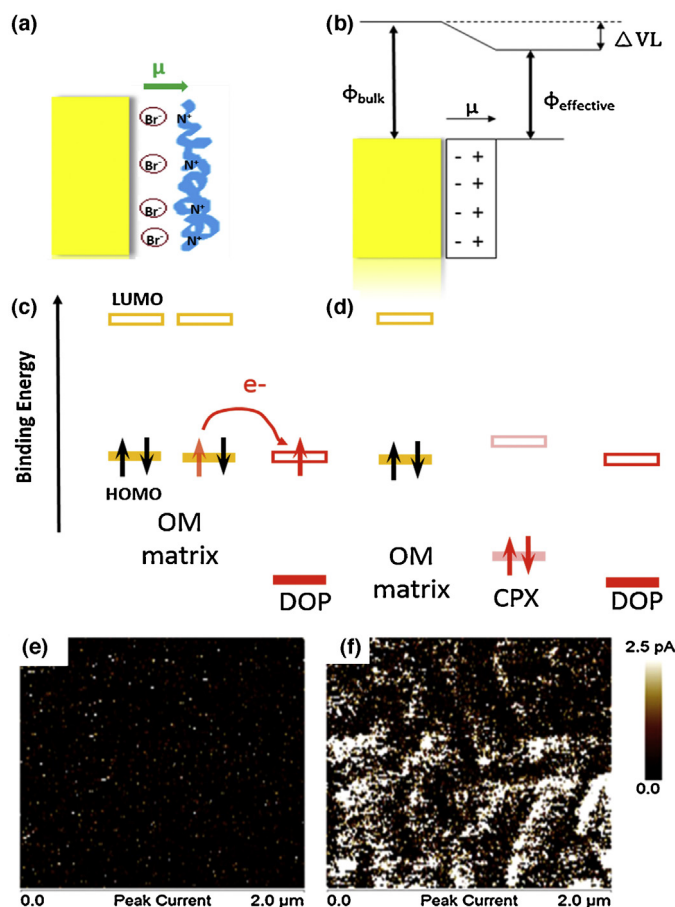 (a)
μ
Br-
N+
Br-
N+
Br-
N+
Br-
N+
(b)
△VL
Φbulk
Φeffective
μ
- +
- +
- +
- +
(c)
LUMO
Binding Energy
e-
HOMO
OM
matrix
DOP
(d)
OM
matrix
CPX
DOP
(e)
0.0 Peak Current 2.0 μm
(f)
2.5 pA
0.0
0.0 Peak Current 2.0 μm